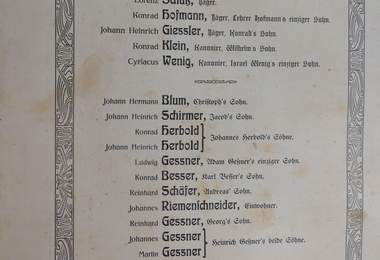 Lorenz Salusz, Jäger.
Konrad Hofmann, Jäger, Lehrer Hofmann's einziger Sohn.
Johann Heinrich Giessler, Jäger, Konrad's Sohn.
Konrad Klein, Kanonier, Wilhelm's Sohn.
Cyriacus Wenig, Kanonier, Israel Wenig's einziger Sohn.
Johann Hermann Blum, Christoph's Sohn.
Johann Heinrich Schirmer, Jacob's Sohn.
Konrad Herbold
Johannes Herbold's Söhne.
Johann Heinrich Herbold
Ludwig Gessner, Adam Geßner's einziger Sohn.
Konrad Besser, Karl Besser's Sohn.
Reinhard Schäfer, Andreas' Sohn.
Johannes Riemenschneider, Einwohner.
Reinhard Gessner, Georg's Sohn.
Johannes Gessner
Heinrich Geßner's beide Söhne.
Martin Gessner